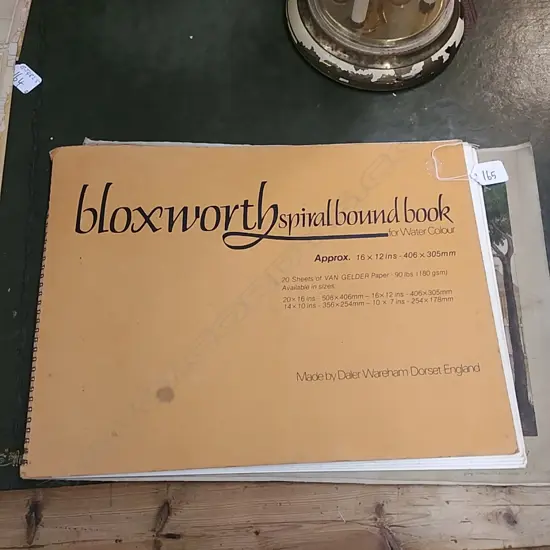 bloxworth spiral bound book
for Water Colour
Approx. 16 × 12 ins - 406 × 305mm
20 Sheets of VAN GELDER Paper - 90 lbs (180 gsm)
Available in sizes:
20 × 16 ins - 508 × 406mm – 16 × 12 ins - 406 × 305mm
14 × 10 ins - 356 × 254mm – 10 × 7 ins - 254 × 178mm
Made by Daler Wareham Dorset England
164
165